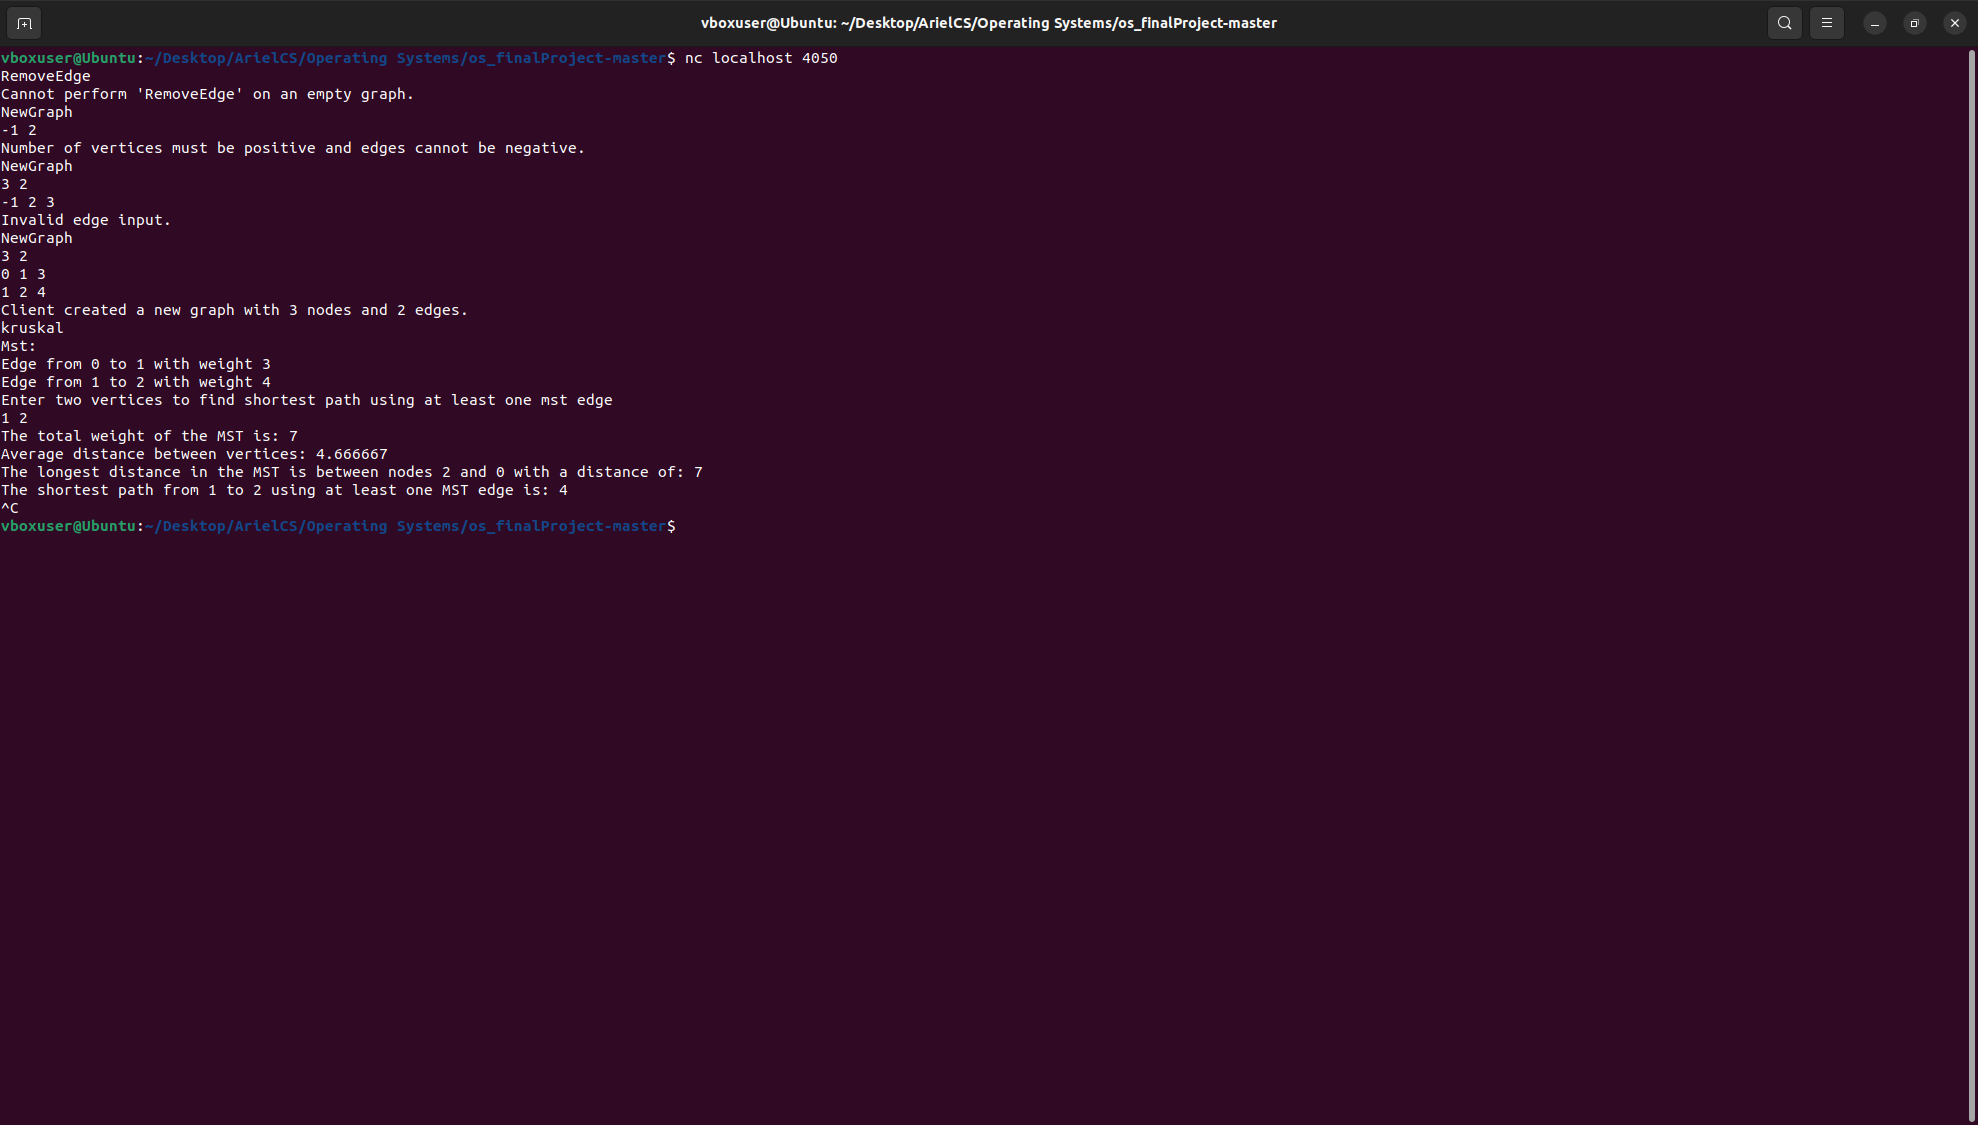 vboxuser@Ubuntu: ~/Desktop/ArielCS/Operating Systems/os_finalProject-master
vboxuser@Ubuntu:~/Desktop/ArielCS/Operating Systems/os_finalProject-master$ nc localhost 4050
RemoveEdge
Cannot perform 'RemoveEdge' on an empty graph.
NewGraph
-1 2
Number of vertices must be positive and edges cannot be negative.
NewGraph
3 2
-1 2 3
Invalid edge input.
NewGraph
3 2
0 1 3
1 2 4
Client created a new graph with 3 nodes and 2 edges.
kruskal
Mst:
Edge from 0 to 1 with weight 3
Edge from 1 to 2 with weight 4
Enter two vertices to find shortest path using at least one mst edge
1 2
The total weight of the MST is: 7
Average distance between vertices: 4.666667
The longest distance in the MST is between nodes 2 and 0 with a distance of: 7
The shortest path from 1 to 2 using at least one MST edge is: 4
^C
vboxuser@Ubuntu:~/Desktop/ArielCS/Operating Systems/os_finalProject-master$